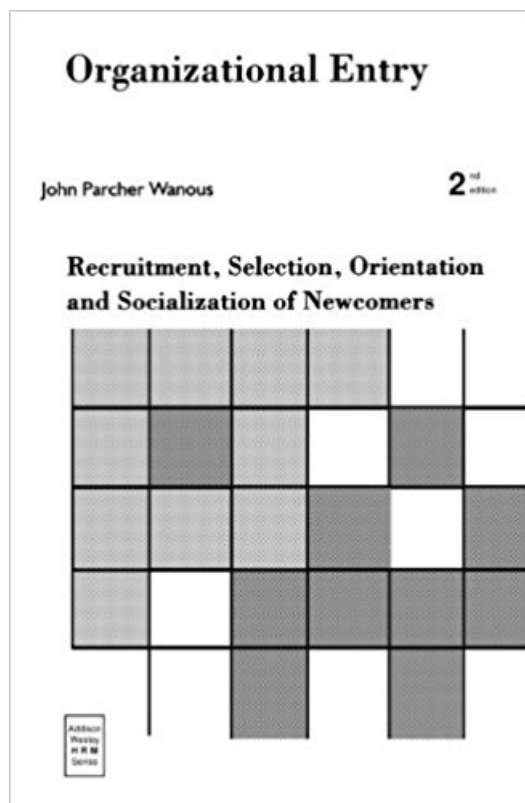 Organizational Entry
John Parcher Wanous
2nd edition
Recruitment, Selection, Orientation
and Socialization of Newcomers
Addison
Wesley
HRM
Series